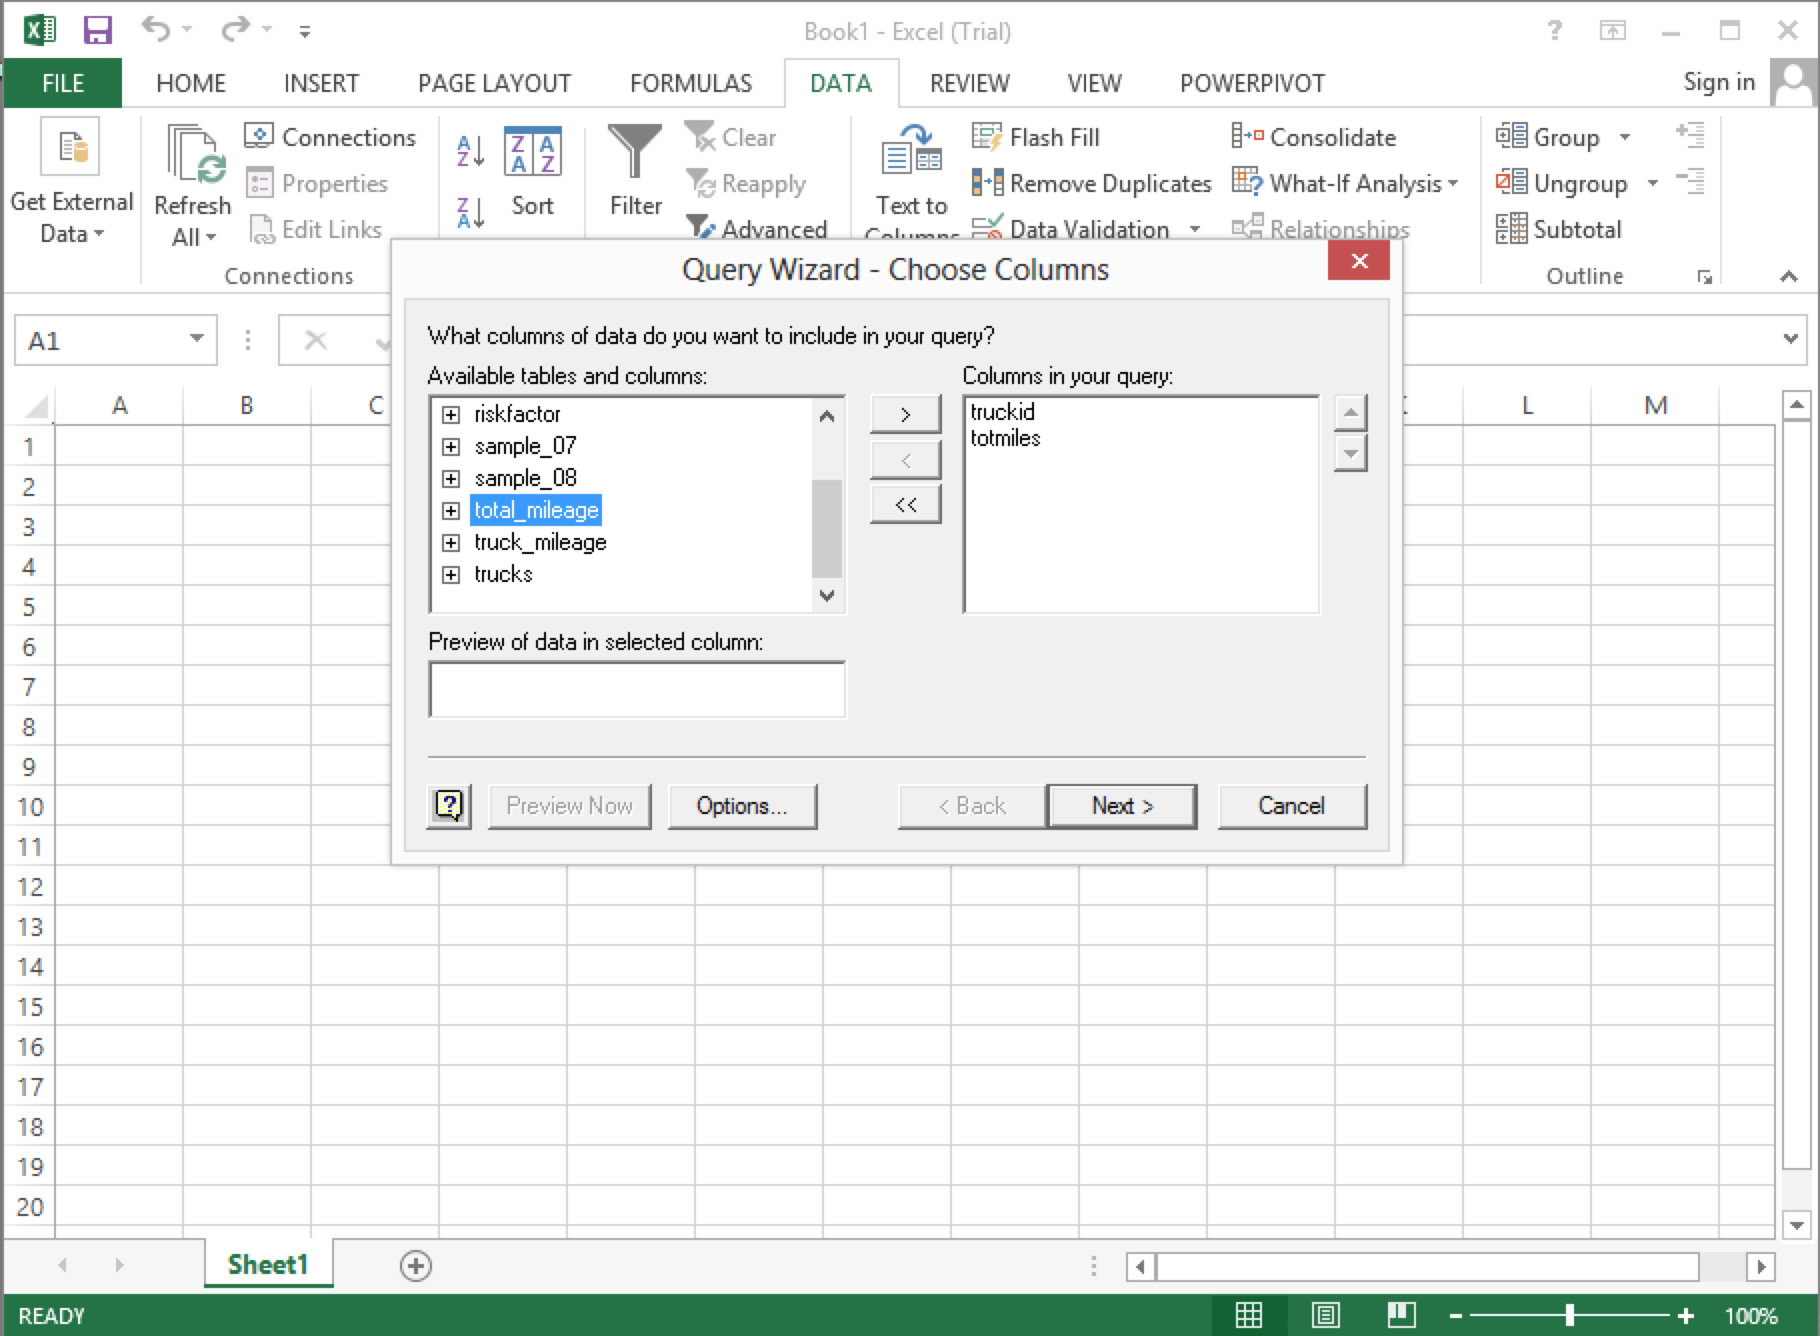 Book1 - Excel (Trial)
FILE HOME INSERT PAGE LAYOUT FORMULAS DATA REVIEW VIEW POWERPIVOT Sign in
Get External Data
Refresh All
Connections
Properties
Edit Links
Connections
Sort
Filter
Clear
Reapply
Advanced
Text to
Columns
Flash Fill
Remove Duplicates
Data Validation
Consolidate
What-If Analysis
Relationships
Group
Ungroup
Subtotal
Outline
A1
Query Wizard - Choose Columns
What columns of data do you want to include in your query?
Available tables and columns:
riskfactor
sample_07
sample_08
total_mileage
truck_mileage
trucks
>
<
<<
Columns in your query:
truckid
totmiles
Preview of data in selected column:
Preview Now
Options...
< Back
Next >
Cancel
A B C L M
1
2
3
4
5
6
7
8
9
10
11
12
13
14
15
16
17
18
19
20
Sheet1
READY
100%